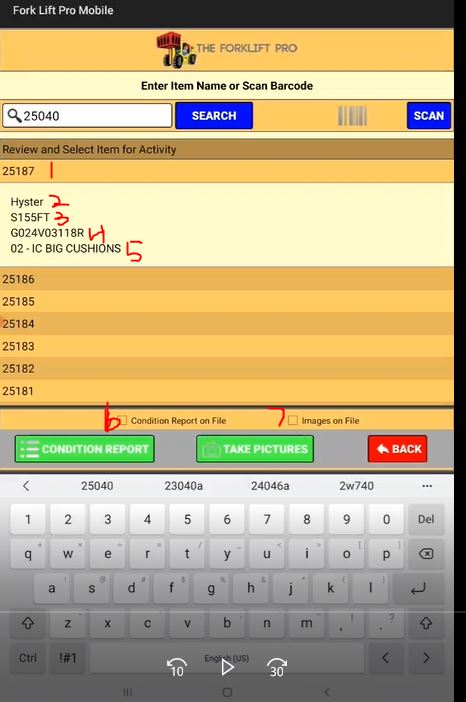 Fork Lift Pro Mobile
THE FORKLIFT PRO
Enter Item Name or Scan Barcode
25040 SEARCH SCAN
Review and Select Item for Activity
25187 1
Hyster 2
S155FT 3
G024V03118R 4
02 - IC BIG CUSHIONS 5
25186
25185
25184
25183
25182
25181
6 Condition Report on File 7 Images on File
CONDITION REPORT TAKE PICTURES BACK
25040 23040a 24046a 2w740 ...
1 2 3 4 5 6 7 8 9 0 Del
q w e r t y u i o p
a s d f g h j k l
z x c v b n m , ! . ?
Ctrl !#1 English (US) < >
10 30